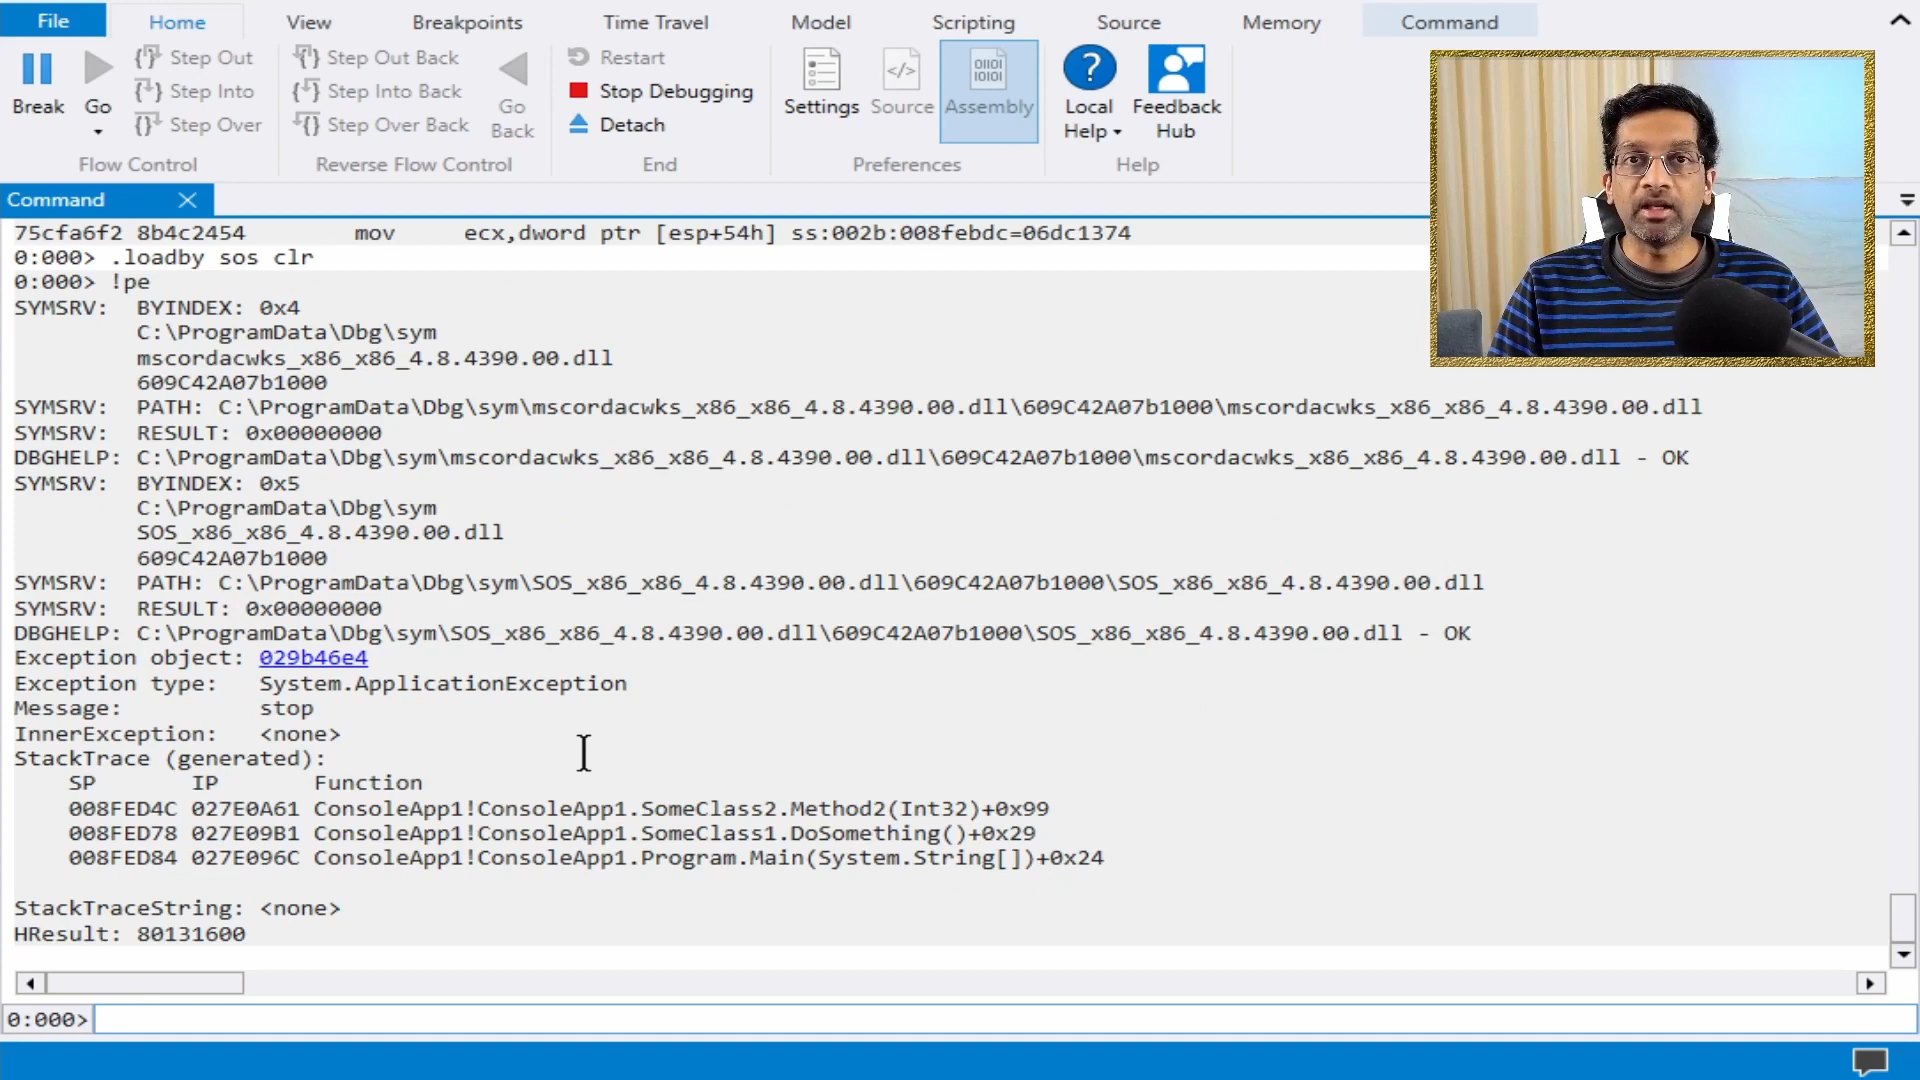 File Home View Breakpoints Time Travel Model Scripting Source Memory Command
Break
Go
Step Out
Step Into
Step Over
Flow Control
Step Out Back
Step Into Back
Step Over Back
Go
Back
Reverse Flow Control
Restart
Stop Debugging
Detach
End
Settings
Source
Assembly
Preferences
Local
Help
Feedback
Hub
Help
Command
75cfa6f2 8b4c2454 mov ecx,dword ptr [esp+54h] ss:002b:008febdc=06dc1374
0:000> .loadby sos clr
0:000> !pe
SYMSRV: BYINDEX: 0x4
C:\ProgramData\Dbg\sym
mscordacwks_x86_x86_4.8.4390.00.dll
609C42A07b1000
SYMSRV: PATH: C:\ProgramData\Dbg\sym\mscordacwks_x86_x86_4.8.4390.00.dll\609C42A07b1000\mscordacwks_x86_x86_4.8.4390.00.dll
SYMSRV: RESULT: 0x00000000
DBGHELP: C:\ProgramData\Dbg\sym\mscordacwks_x86_x86_4.8.4390.00.dll\609C42A07b1000\mscordacwks_x86_x86_4.8.4390.00.dll - OK
SYMSRV: BYINDEX: 0x5
C:\ProgramData\Dbg\sym
SOS_x86_x86_4.8.4390.00.dll
609C42A07b1000
SYMSRV: PATH: C:\ProgramData\Dbg\sym\SOS_x86_x86_4.8.4390.00.dll\609C42A07b1000\SOS_x86_x86_4.8.4390.00.dll
SYMSRV: RESULT: 0x00000000
DBGHELP: C:\ProgramData\Dbg\sym\SOS_x86_x86_4.8.4390.00.dll\609C42A07b1000\SOS_x86_x86_4.8.4390.00.dll - OK
Exception object: 029b46e4
Exception type: System.ApplicationException
Message: stop
InnerException: <none>
StackTrace (generated):
SP IP Function
008FED4C 027E0A61 ConsoleApp1!ConsoleApp1.SomeClass2.Method2(Int32)+0x99
008FED78 027E09B1 ConsoleApp1!ConsoleApp1.SomeClass1.DoSomething()+0x29
008FED84 027E096C ConsoleApp1!ConsoleApp1.Program.Main(System.String[])+0x24
StackTraceString: <none>
HResult: 80131600
0:000>